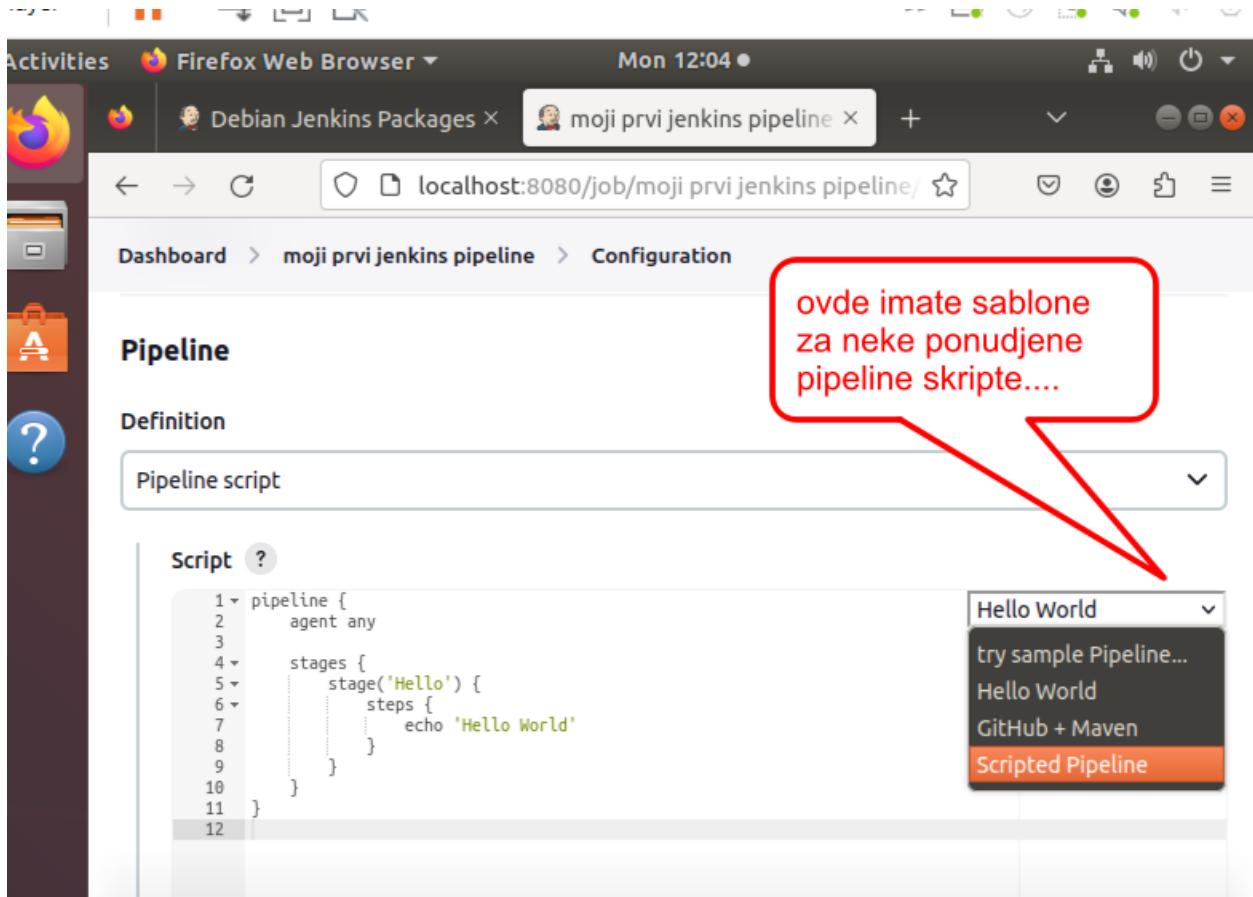 Activities Firefox Web Browser Mon 12:04
Debian Jenkins Packages moji prvi jenkins pipeline
localhost:8080/job/moji prvi jenkins pipeline/
Dashboard > moji prvi jenkins pipeline > Configuration
ovde imate sablone
za neke ponudjene
pipeline skripte....
Pipeline
Definition
Pipeline script
Script ?
1 pipeline {
2 agent any
3
4 stages {
5 stage('Hello') {
6 steps {
7 echo 'Hello World'
8 }
9 }
10 }
11 }
12
Hello World
try sample Pipeline...
Hello World
GitHub + Maven
Scripted Pipeline